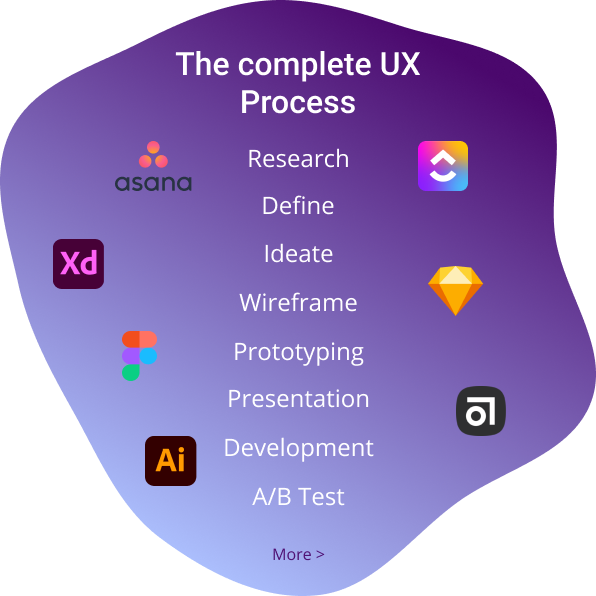 The complete UX
Process
Research
asana
Define
Ideate
Xd
Wireframe
Prototyping
Presentation
Development
Ai
A/B Test
More >